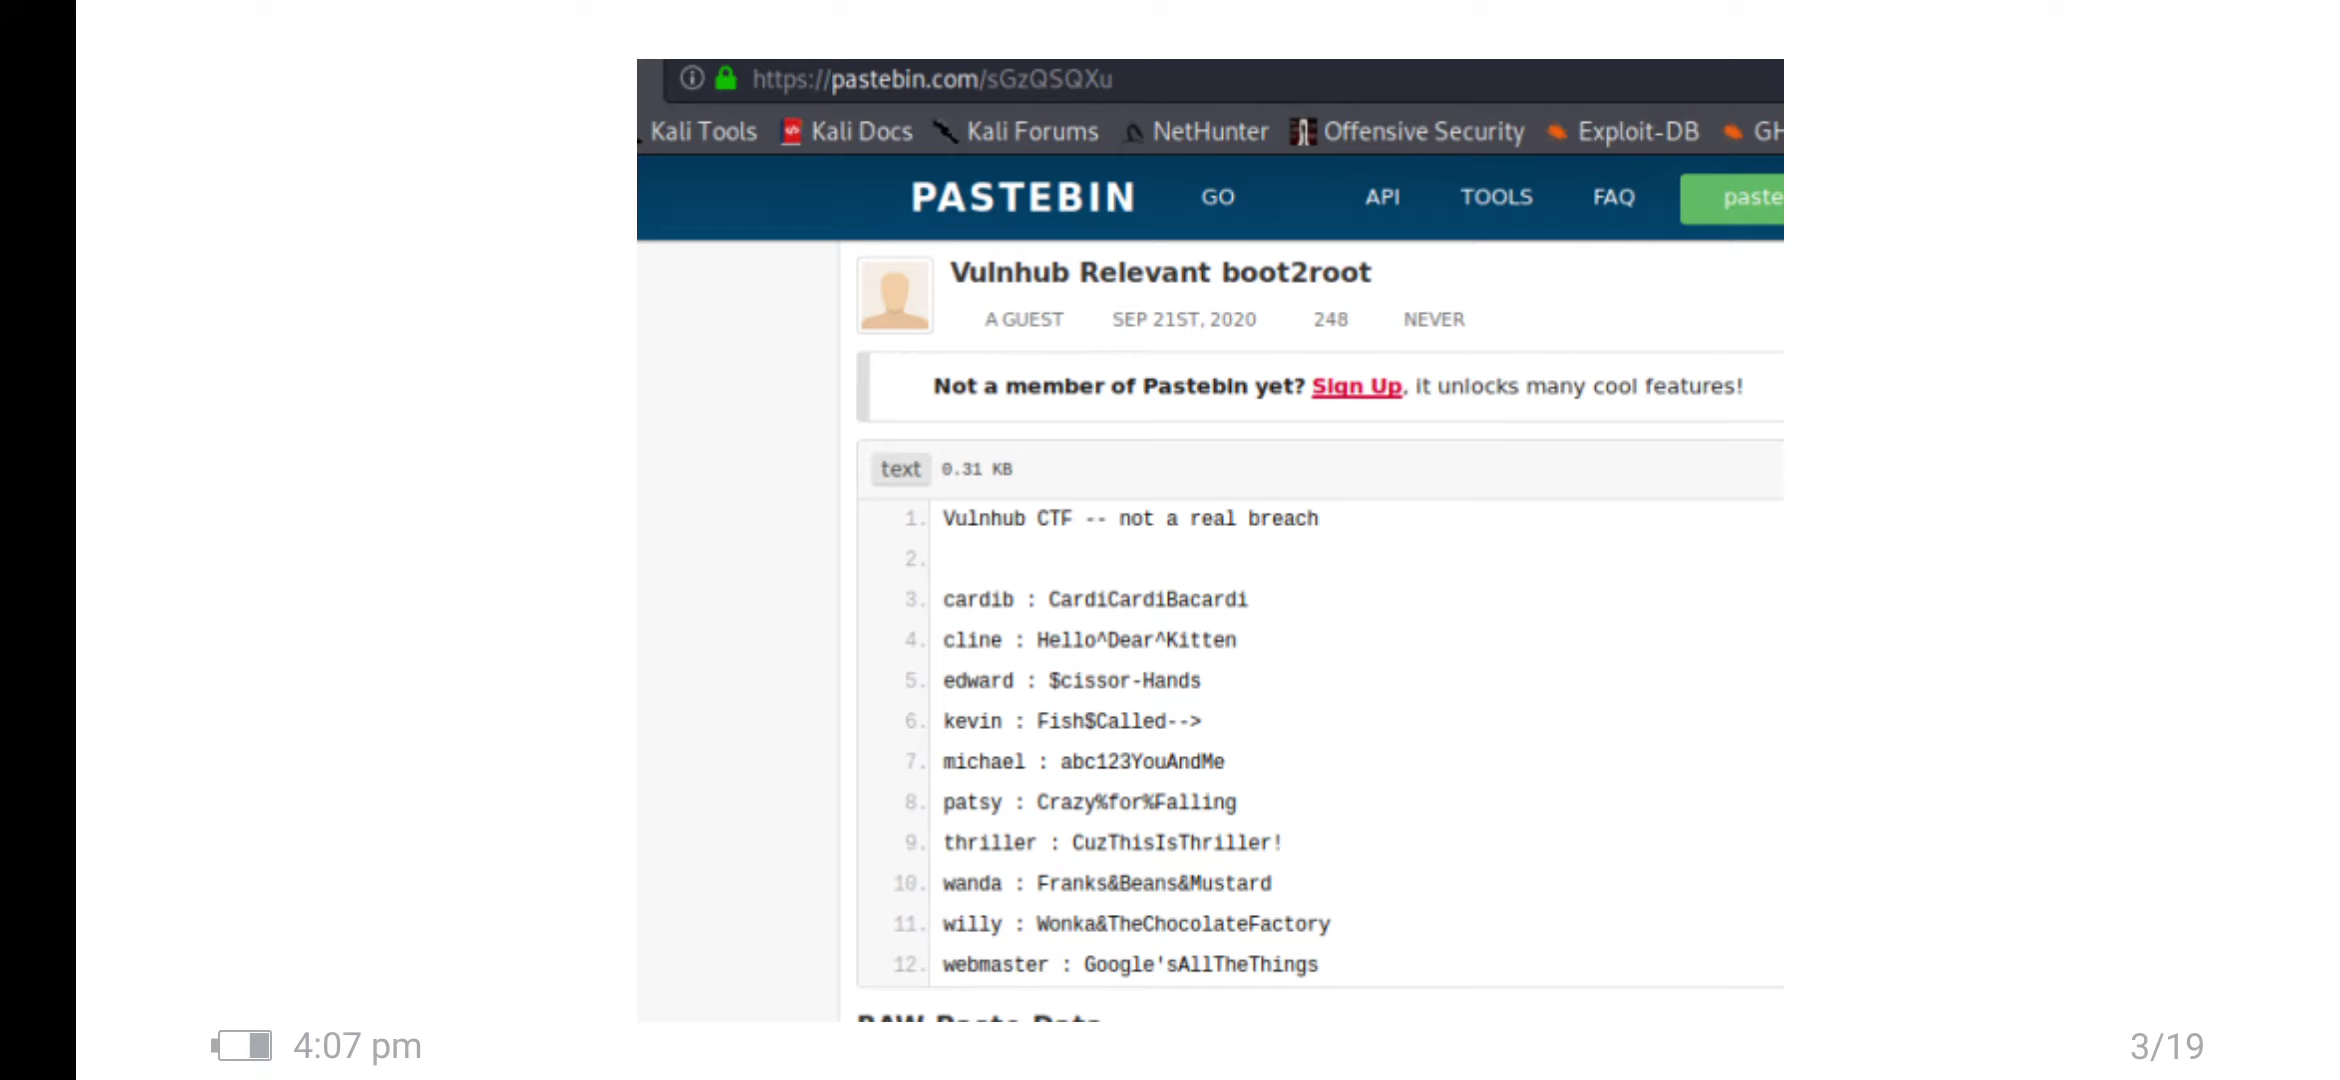 https://pastebin.com/sGzQSQXu
Kali Tools Kali Docs Kali Forums NetHunter Offensive Security Exploit-DB GH
PASTEBIN GO API TOOLS FAQ paste
Vulnhub Relevant boot2root
A GUEST SEP 21ST, 2020 248 NEVER
Not a member of Pastebin yet? Sign Up, it unlocks many cool features!
text 0.31 KB
1. Vulnhub CTF -- not a real breach
2.
3. cardib : CardiCardiBacardi
4. cline : Hello^Dear^Kitten
5. edward : $cissor-Hands
6. kevin : Fish$Called-->
7. michael : abc123YouAndMe
8. patsy : Crazy%for%Falling
9. thriller : CuzThisIsThriller!
10. wanda : Franks&Beans&Mustard
11. willy : Wonka&TheChocolateFactory
12. webmaster : Google'sAllTheThings
RAW Paste Data
4:07 pm 3/19